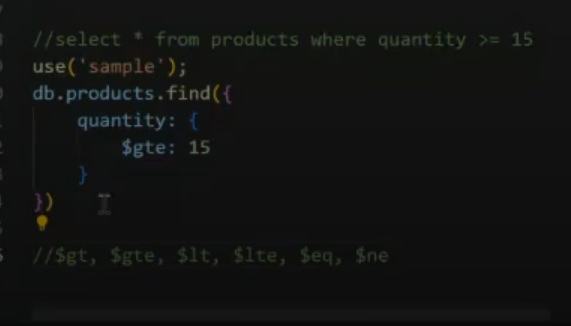 //select * from products where quantity >= 15
use('sample');
db.products.find({
quantity: {
$gte: 15
}
})
//$gt, $gte, $lt, $lte, $eq, $ne